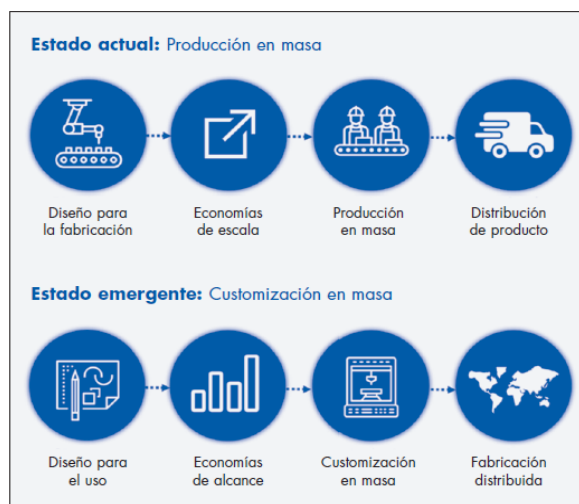 Estado actual: Producción en masa
Diseño para
la fabricación
Economías
de escala
Producción
en masa
Distribución
de producto
Estado emergente: Customización en masa
Diseño para
el uso
Economías
de alcance
Customización
en masa
Fabricación
distribuida